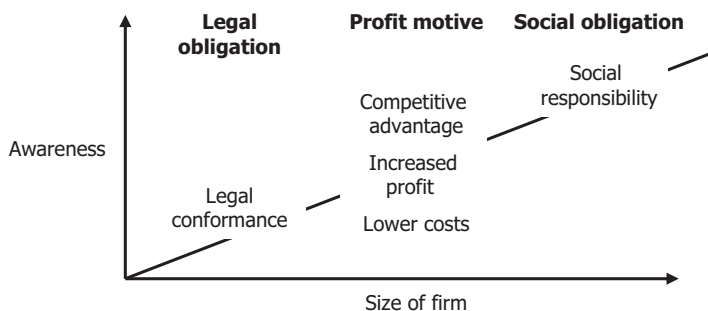 Legal
obligation
Profit motive
Social obligation
Social
responsibility
Competitive
advantage
Awareness
Increased
profit
Legal
conformance
Lower costs
Size of firm